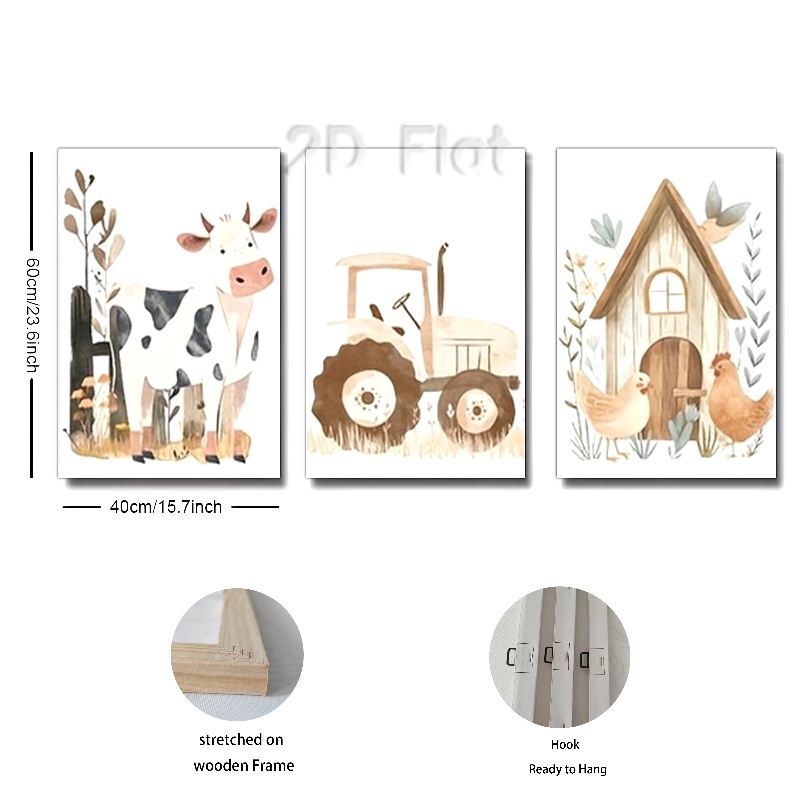 2D Flat
60cm/23.6inch
40cm/15.7inch
stretched on
wooden Frame
Hook
Ready to Hang